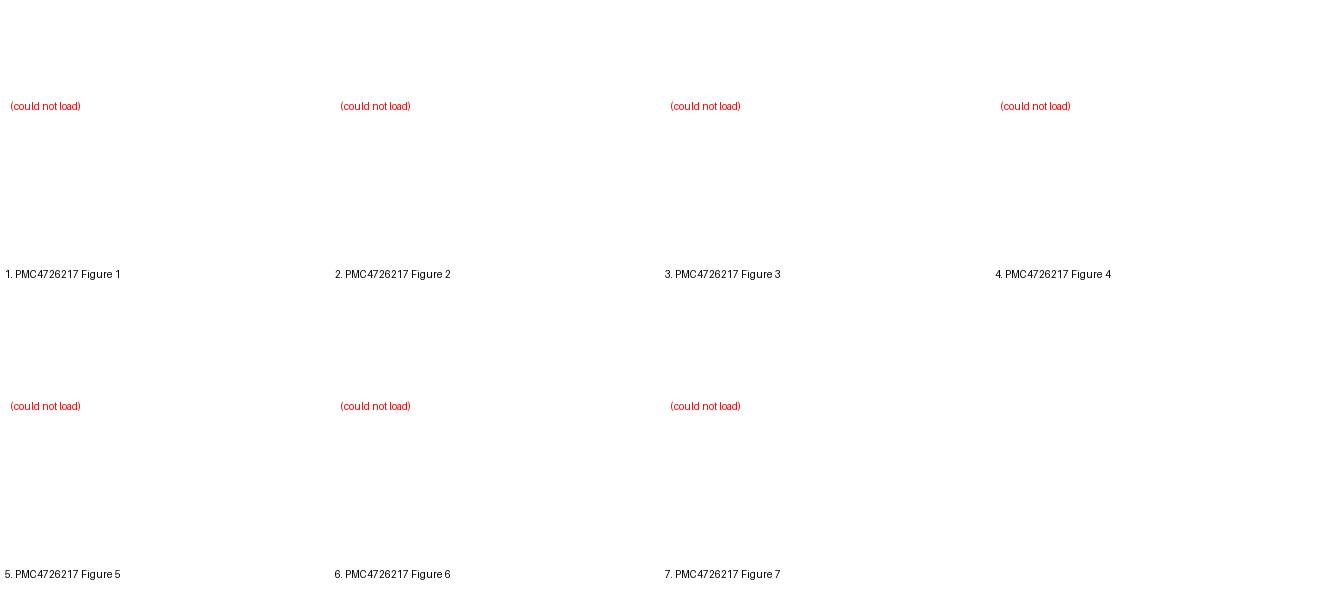 (could not load) (could not load) (could not load) (could not load)
1. PMC4726217 Figure 1 2. PMC4726217 Figure 2 3. PMC4726217 Figure 3 4. PMC4726217 Figure 4
(could not load) (could not load) (could not load)
5. PMC4726217 Figure 5 6. PMC4726217 Figure 6 7. PMC4726217 Figure 7